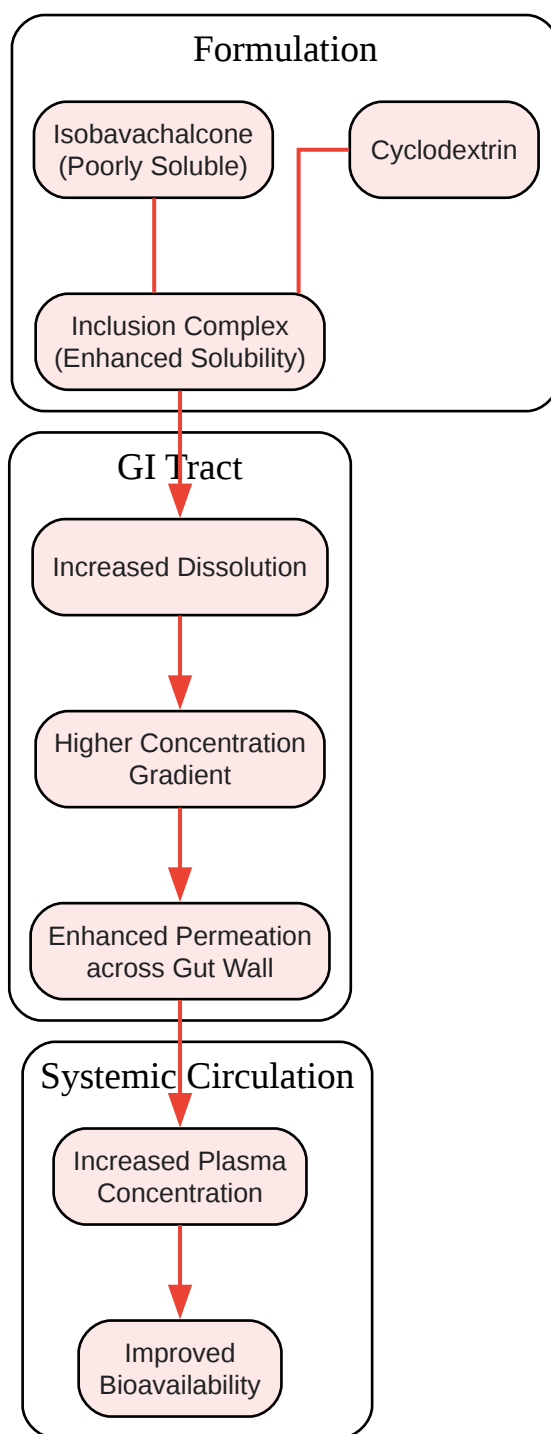 Formulation
Isobavachalcone
(Poorly Soluble)
Cyclodextrin
Inclusion Complex
(Enhanced Solubility)
GI Tract
Increased Dissolution
Higher Concentration
Gradient
Enhanced Permeation
across Gut Wall
Systemic Circulation
Increased Plasma
Concentration
Improved
Bioavailability